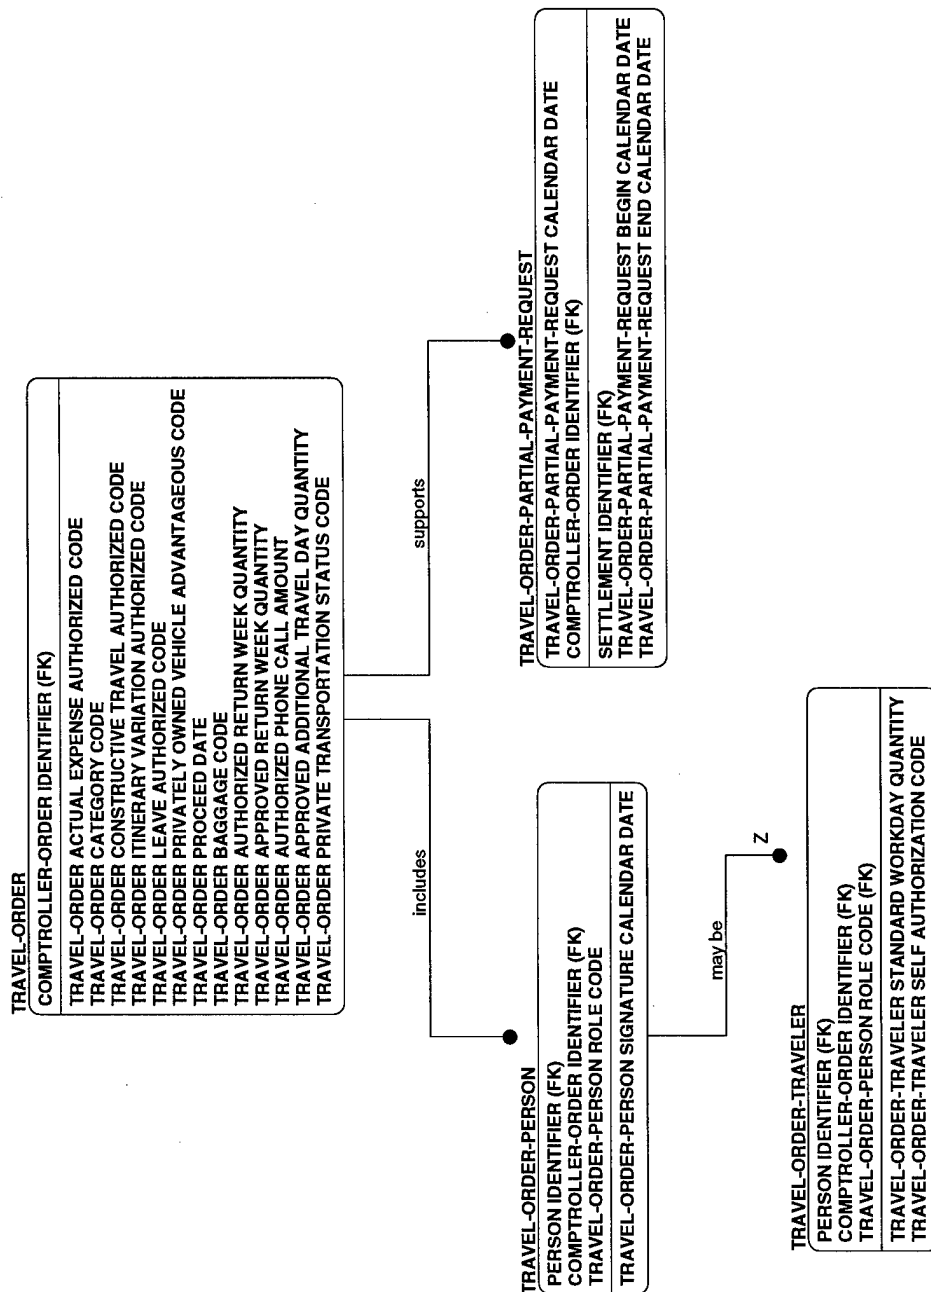 TRAVEL-ORDER
COMPTROLLER-ORDER IDENTIFIER (FK)
TRAVEL-ORDER ACTUAL EXPENSE AUTHORIZED CODE
TRAVEL-ORDER CATEGORY CODE
TRAVEL-ORDER CONSTRUCTIVE TRAVEL AUTHORIZED CODE
TRAVEL-ORDER ITINERARY VARIATION AUTHORIZED CODE
TRAVEL-ORDER LEAVE AUTHORIZED CODE
TRAVEL-ORDER PRIVATELY OWNED VEHICLE ADVANTAGEOUS CODE
TRAVEL-ORDER PROCEED DATE
TRAVEL-ORDER BAGGAGE CODE
TRAVEL-ORDER AUTHORIZED RETURN WEEK QUANTITY
TRAVEL-ORDER APPROVED RETURN WEEK QUANTITY
TRAVEL-ORDER AUTHORIZED PHONE CALL AMOUNT
TRAVEL-ORDER APPROVED ADDITIONAL TRAVEL DAY QUANTITY
TRAVEL-ORDER PRIVATE TRANSPORTATION STATUS CODE
includes
supports
TRAVEL-ORDER-PERSON
PERSON IDENTIFIER (FK)
COMPTROLLER-ORDER IDENTIFIER (FK)
TRAVEL-ORDER-PERSON ROLE CODE
TRAVEL-ORDER-PERSON SIGNATURE CALENDAR DATE
TRAVEL-ORDER-PARTIAL-PAYMENT-REQUEST
TRAVEL-ORDER-PARTIAL-PAYMENT-REQUEST CALENDAR DATE
COMPTROLLER-ORDER IDENTIFIER (FK)
SETTLEMENT IDENTIFIER (FK)
TRAVEL-ORDER-PARTIAL-PAYMENT-REQUEST BEGIN CALENDAR DATE
TRAVEL-ORDER-PARTIAL-PAYMENT-REQUEST END CALENDAR DATE
may be
Z
TRAVEL-ORDER-TRAVELER
PERSON IDENTIFIER (FK)
COMPTROLLER-ORDER IDENTIFIER (FK)
TRAVEL-ORDER-PERSON ROLE CODE (FK)
TRAVEL-ORDER-TRAVELER STANDARD WORKDAY QUANTITY
TRAVEL-ORDER-TRAVELER SELF AUTHORIZATION CODE